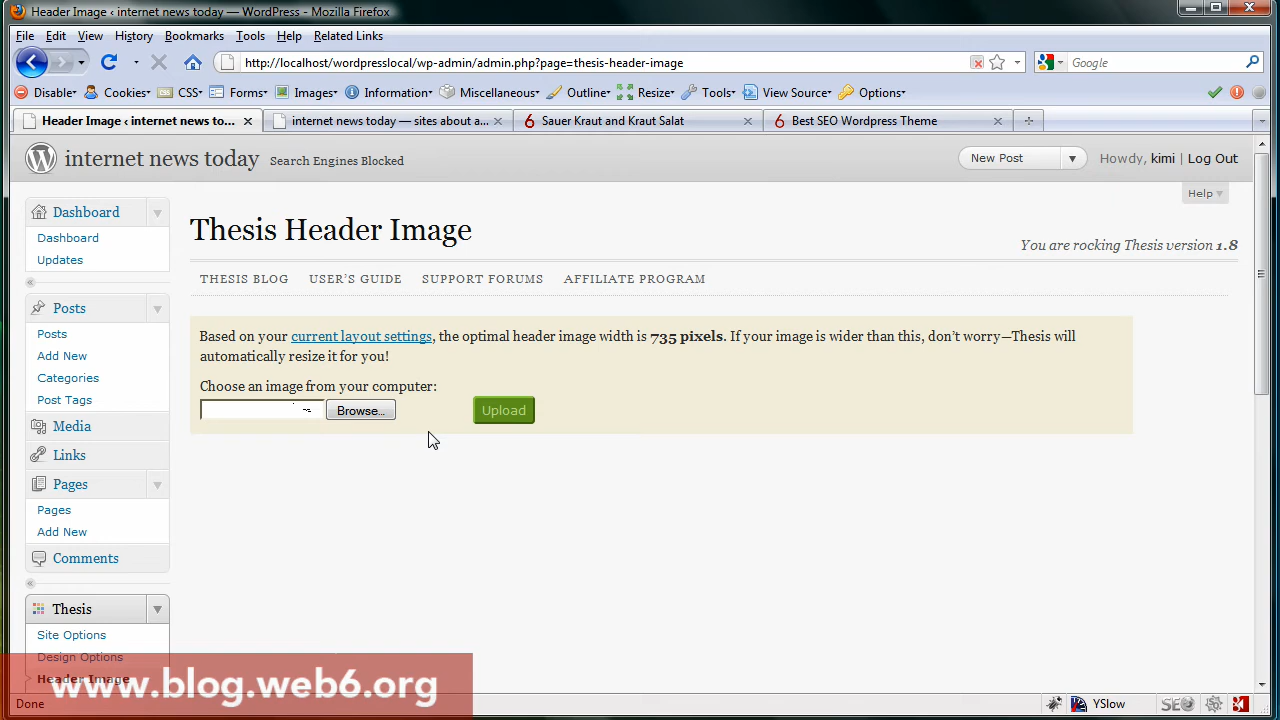 Header Image ‹ internet news today — WordPress - Mozilla Firefox
File Edit View History Bookmarks Tools Help Related Links
http://localhost/wordpresslocal/wp-admin/admin.php?page=thesis-header-image
Google
Disable Cookies CSS Forms Images Information Miscellaneous Outline Resize Tools View Source Options
Header Image ‹ internet news to...
internet news today — sites about a...
6 Sauer Kraut and Kraut Salat
6 Best SEO Wordpress Theme
internet news today Search Engines Blocked
New Post
Howdy, kimi | Log Out
Help
Dashboard
Dashboard
Updates
Posts
Posts
Add New
Categories
Post Tags
Media
Links
Pages
Pages
Add New
Comments
Thesis
Site Options
Design Options
Header Image
Thesis Header Image
You are rocking Thesis version 1.8
THESIS BLOG USER'S GUIDE SUPPORT FORUMS AFFILIATE PROGRAM
Based on your current layout settings, the optimal header image width is 735 pixels. If your image is wider than this, don't worry—Thesis will
automatically resize it for you!
Choose an image from your computer:
Browse...
Upload
www.blog.web6.org
Done
YSlow
SEO